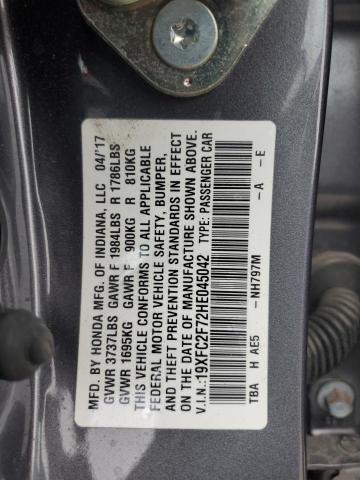 MFD. BY HONDA MFG. OF INDIANA, LLC 04/'17
GVWR 3737LBS GAWR F 1984LBS R 1786LBS
GVWR 1695KG GAWR F 900KG R 810KG
THIS VEHICLE CONFORMS TO ALL APPLICABLE
FEDERAL MOTOR VEHICLE SAFETY, BUMPER,
AND THEFT PREVENTION STANDARDS IN EFFECT
ON THE DATE OF MANUFACTURE SHOWN ABOVE.
V.I.N.:19XFC2F72HE045042 TYPE: PASSENGER CAR
-NH797M -A -E
TBA H AE5